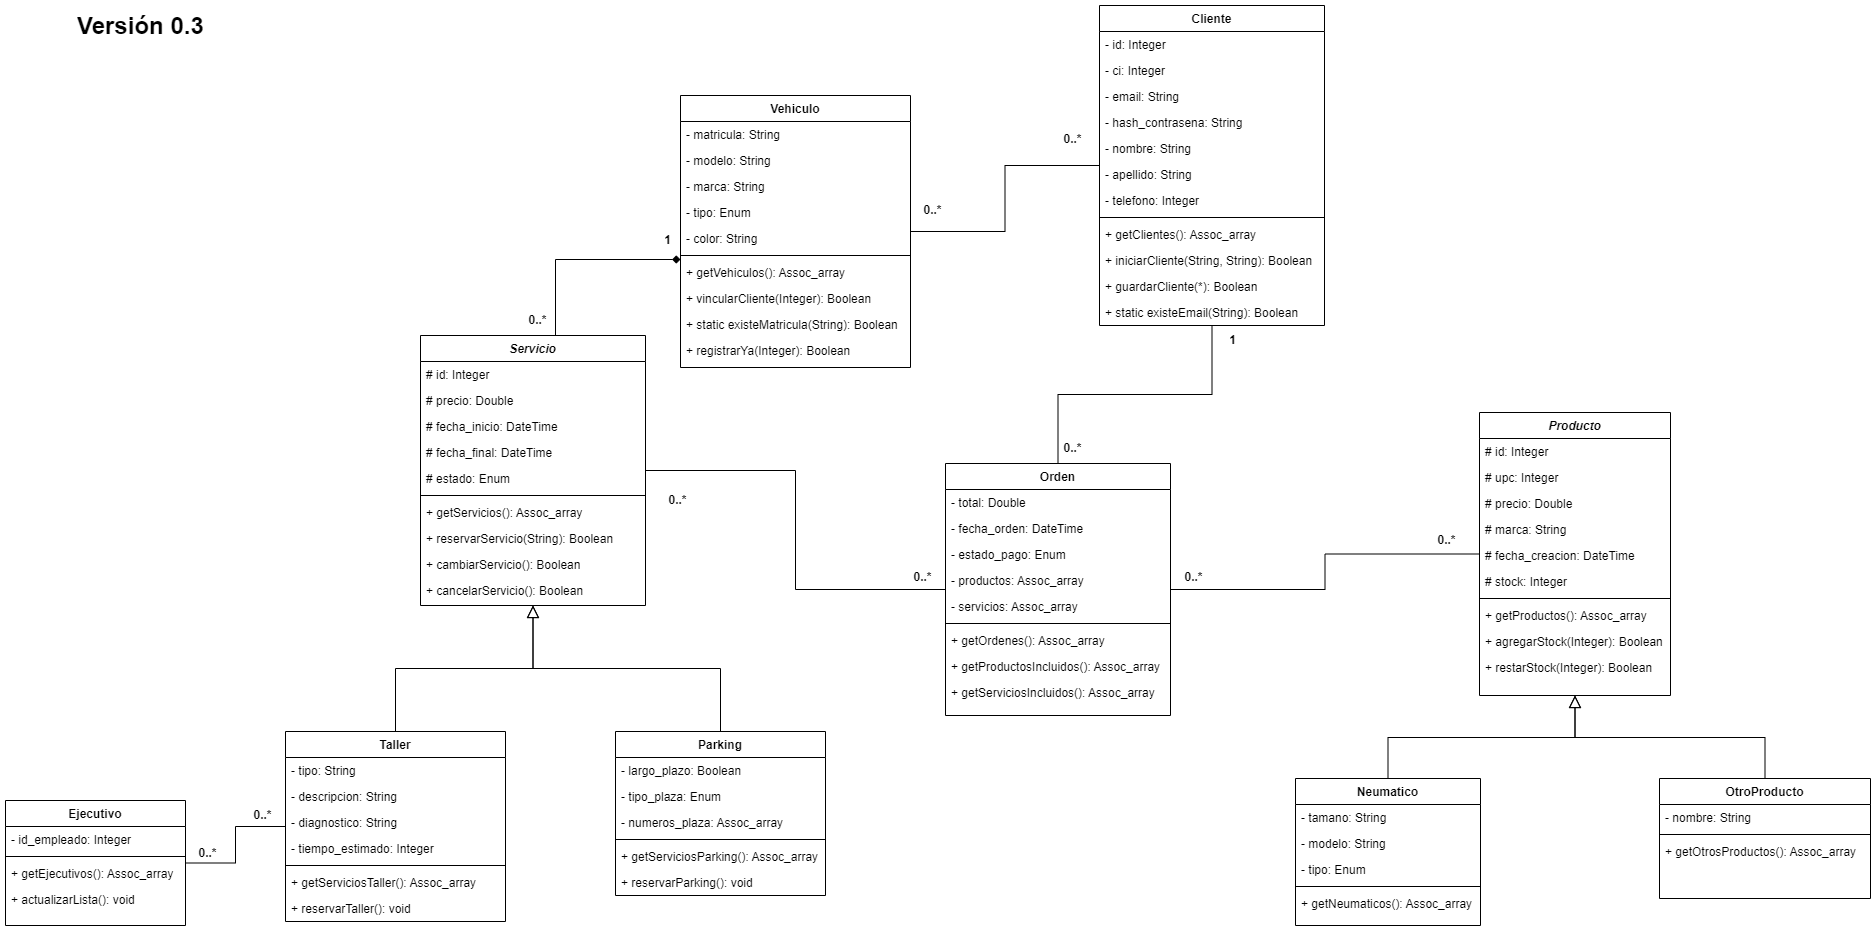 Versión 0.3
Cliente
- id: Integer
- ci: Integer
- email: String
- hash_contrasena: String
- nombre: String
- apellido: String
- telefono: Integer
+ getClientes(): Assoc_array
+ iniciarCliente(String, String): Boolean
+ guardarCliente(*): Boolean
+ static existeEmail(String): Boolean
0..*
0..*
1
Vehiculo
- matricula: String
- modelo: String
- marca: String
- tipo: Enum
- color: String
+ getVehiculos(): Assoc_array
+ vincularCliente(Integer): Boolean
+ static existeMatricula(String): Boolean
+ registrarYa(Integer): Boolean
1
0..*
Servicio
# id: Integer
# precio: Double
# fecha_inicio: DateTime
# fecha_final: DateTime
# estado: Enum
+ getServicios(): Assoc_array
+ reservarServicio(String): Boolean
+ cambiarServicio(): Boolean
+ cancelarServicio(): Boolean
0..*
0..*
0..*
Orden
- total: Double
- fecha_orden: DateTime
- estado_pago: Enum
- productos: Assoc_array
- servicios: Assoc_array
+ getOrdenes(): Assoc_array
+ getProductosIncluidos(): Assoc_array
+ getServiciosIncluidos(): Assoc_array
0..*
0..*
Producto
# id: Integer
# upc: Integer
# precio: Double
# marca: String
# fecha_creacion: DateTime
# stock: Integer
+ getProductos(): Assoc_array
+ agregarStock(Integer): Boolean
+ restarStock(Integer): Boolean
Ejecutivo
- id_empleado: Integer
+ getEjecutivos(): Assoc_array
+ actualizarLista(): void
0..*
0..*
Taller
- tipo: String
- descripcion: String
- diagnostico: String
- tiempo_estimado: Integer
+ getServiciosTaller(): Assoc_array
+ reservarTaller(): void
Parking
- largo_plazo: Boolean
- tipo_plaza: Enum
- numeros_plaza: Assoc_array
+ getServiciosParking(): Assoc_array
+ reservarParking(): void
Neumatico
- tamano: String
- modelo: String
- tipo: Enum
+ getNeumaticos(): Assoc_array
OtroProducto
- nombre: String
+ getOtrosProductos(): Assoc_array